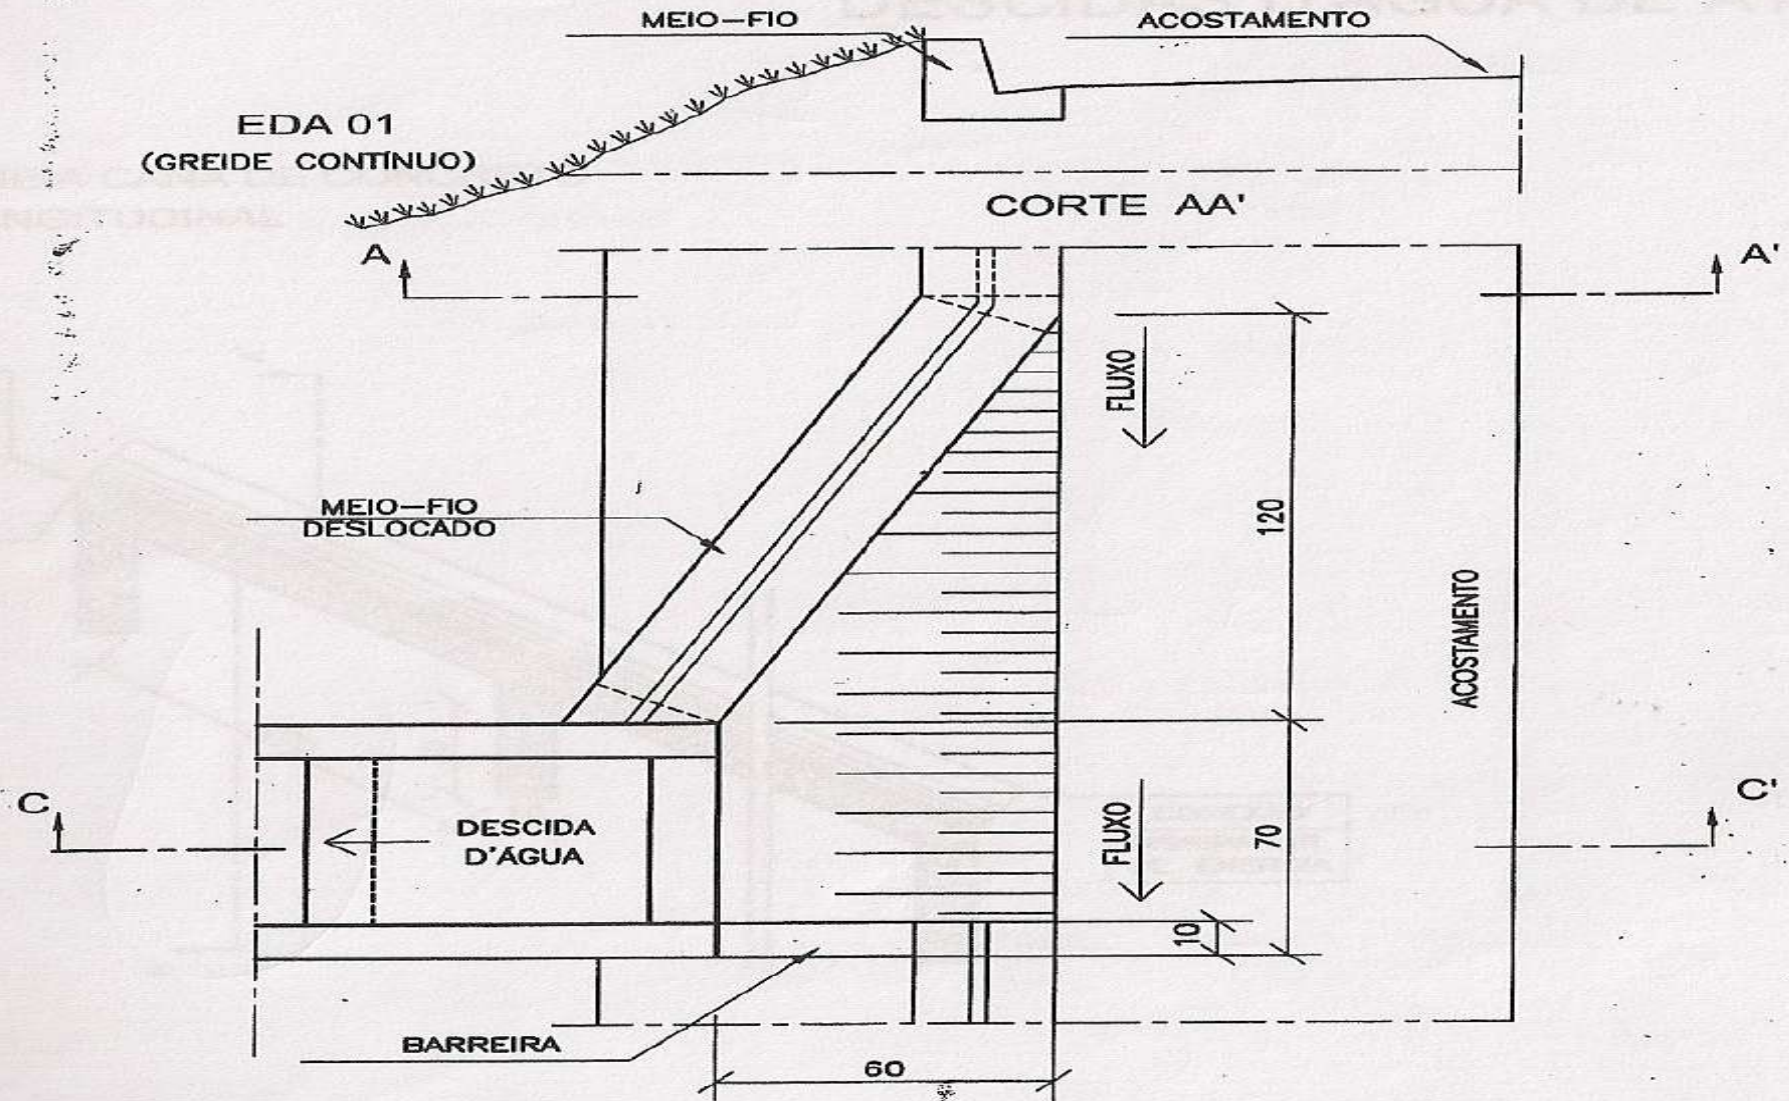 MEIO-FIO
ACOSTAMENTO
EDA 01
(GREIDE CONTÍNUO)
CORTE AA'
A
A'
FLUXO
MEIO-FIO
DESLOCADO
120
ACOSTAMENTO
C
C'
DESCIDA
D'ÁGUA
FLUXO
70
10
BARREIRA
60